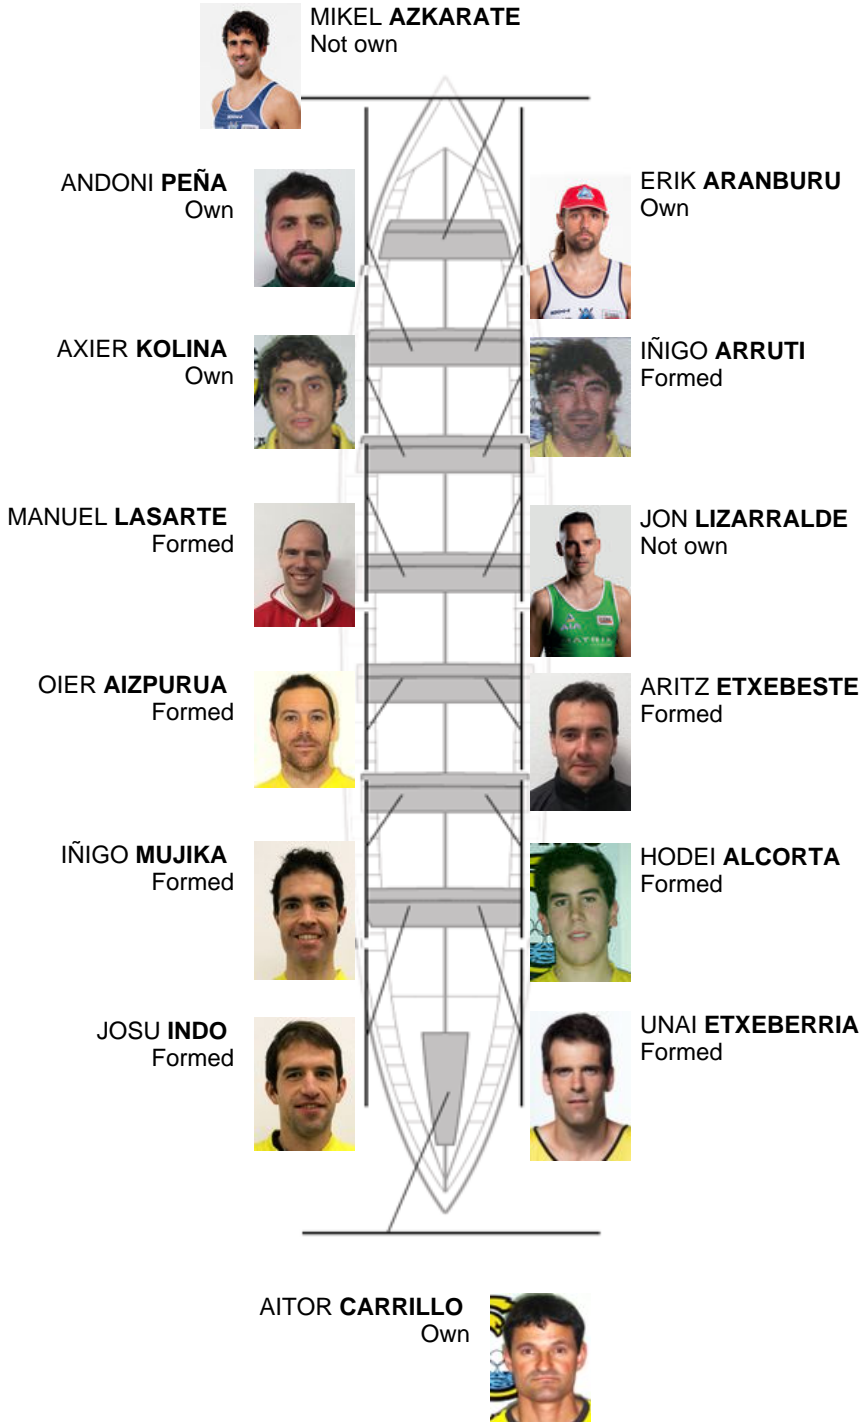 MIKEL AZKARATE
Not own
ANDONI PEÑA
Own
ERIK ARANBURU
Own
AXIER KOLINA
Own
IÑIGO ARRUTI
Formed
MANUEL LASARTE
Formed
JON LIZARRALDE
Not own
OIER AIZPURUA
Formed
ARITZ ETXEBESTE
Formed
IÑIGO MUJIKA
Formed
HODEI ALCORTA
Formed
JOSU INDO
Formed
UNAI ETXEBERRIA
Formed
AITOR CARRILLO
Own